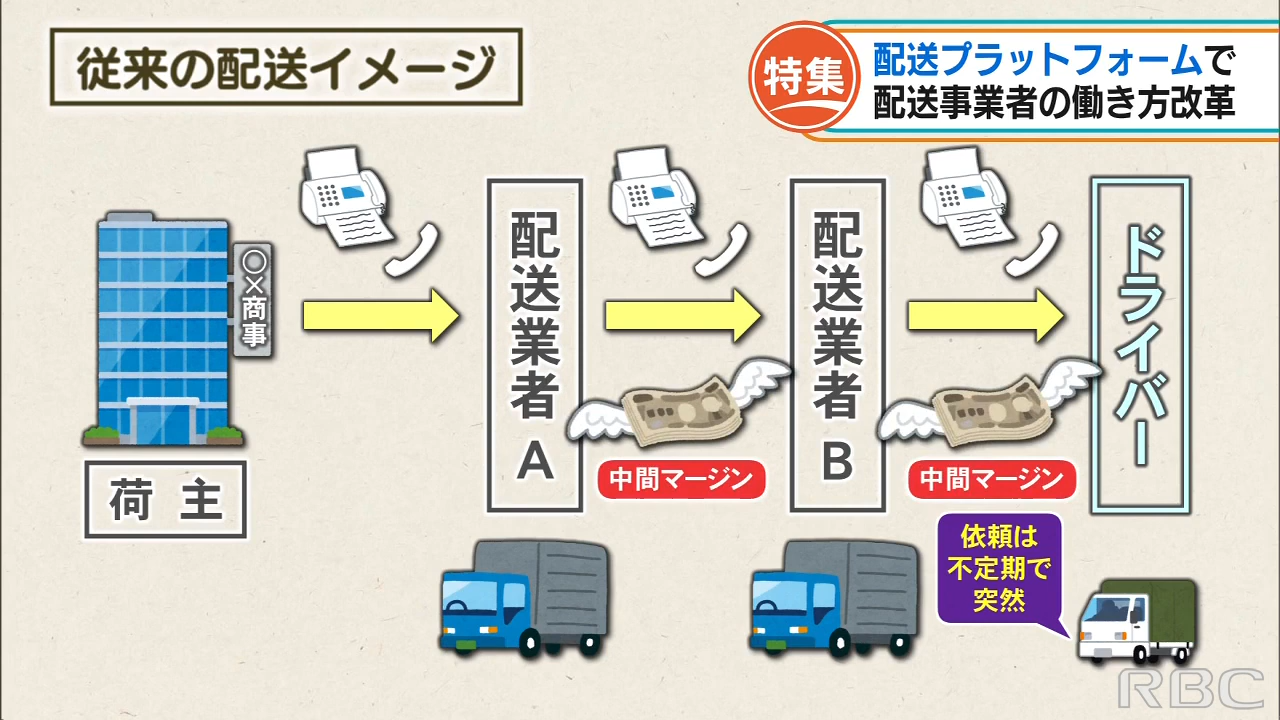 従来の配送イメージ
特集
配送プラットフォームで
配送事業者の働き方改革
〇×商事
荷主
配送業者A
中間マージン
配送業者B
中間マージン
ドライバー
依頼は
不定期で
突然
RBC